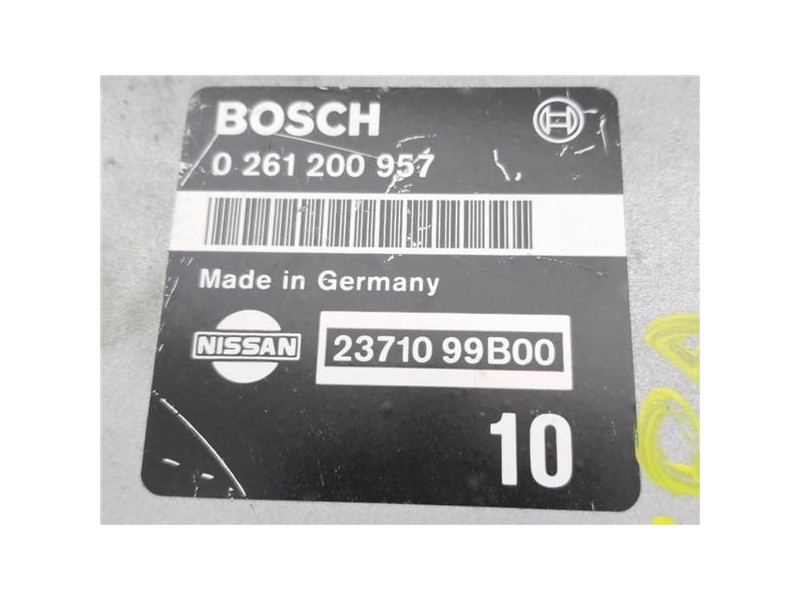 BOSCH
0 261 200 957
Made in Germany
NISSAN
23710 99B00
10